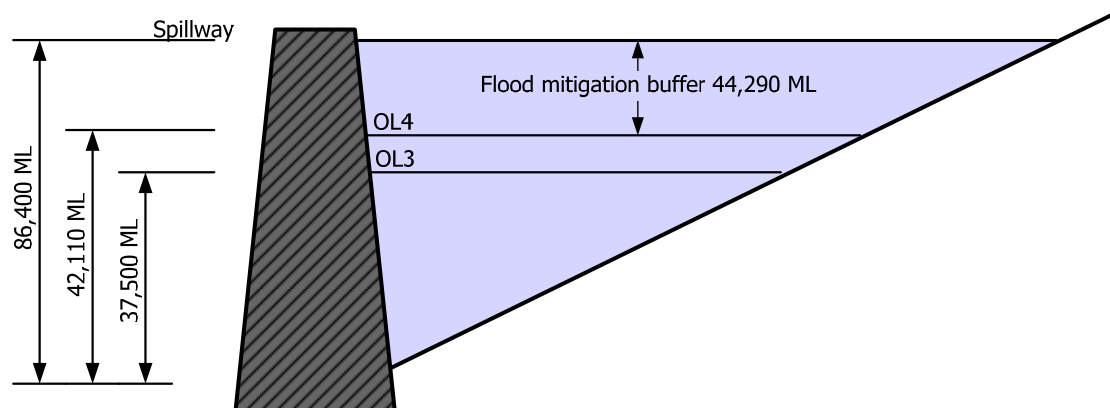 Spillway
Flood mitigation buffer 44,290 ML
OL4
OL3
86,400 ML
42,110 ML
37,500 ML